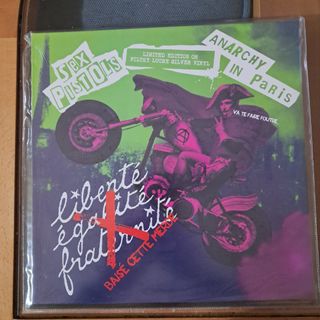 SEX
PISTOLS
LIMITED EDITION ON
FILTHY LUCRE SILVER VINYL
ANARCHY
IN PARIS
VA TE FAIRE FOUTRE
liberté
égalité
fraternité
BAISÉ CETTE MERDE